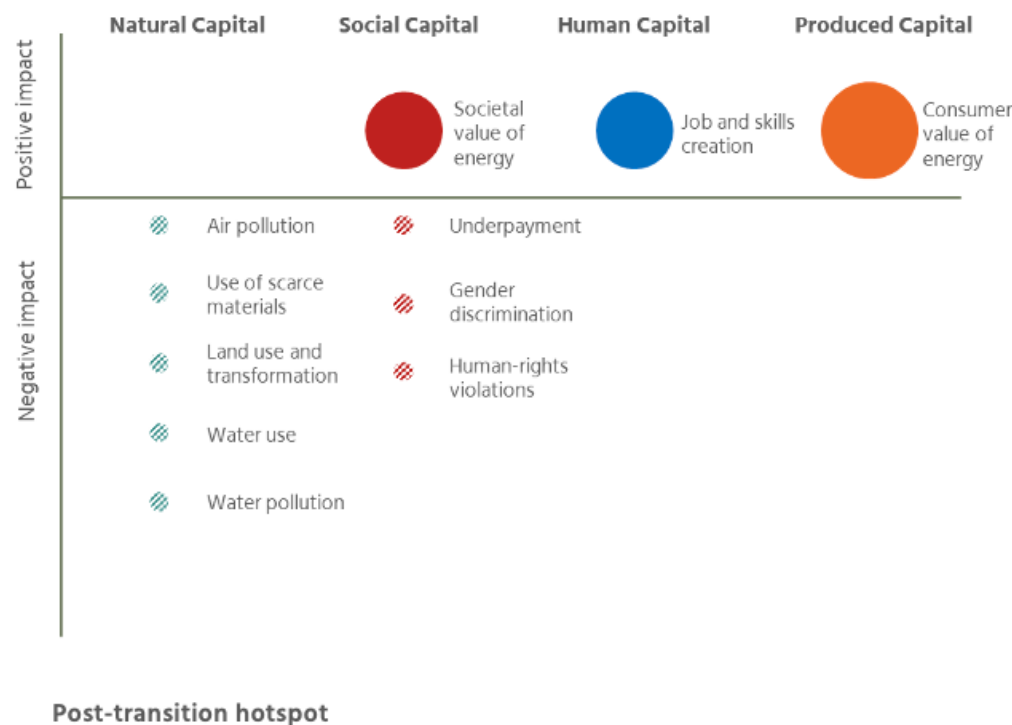 Natural Capital
Social Capital
Human Capital
Produced Capital
Positive impact
Societal
value of
energy
Job and skills
creation
Consumer
value of
energy
Negative impact
Air pollution
Underpayment
Use of scarce
materials
Gender
discrimination
Land use and
transformation
Human-rights
violations
Water use
Water pollution
Post-transition hotspot